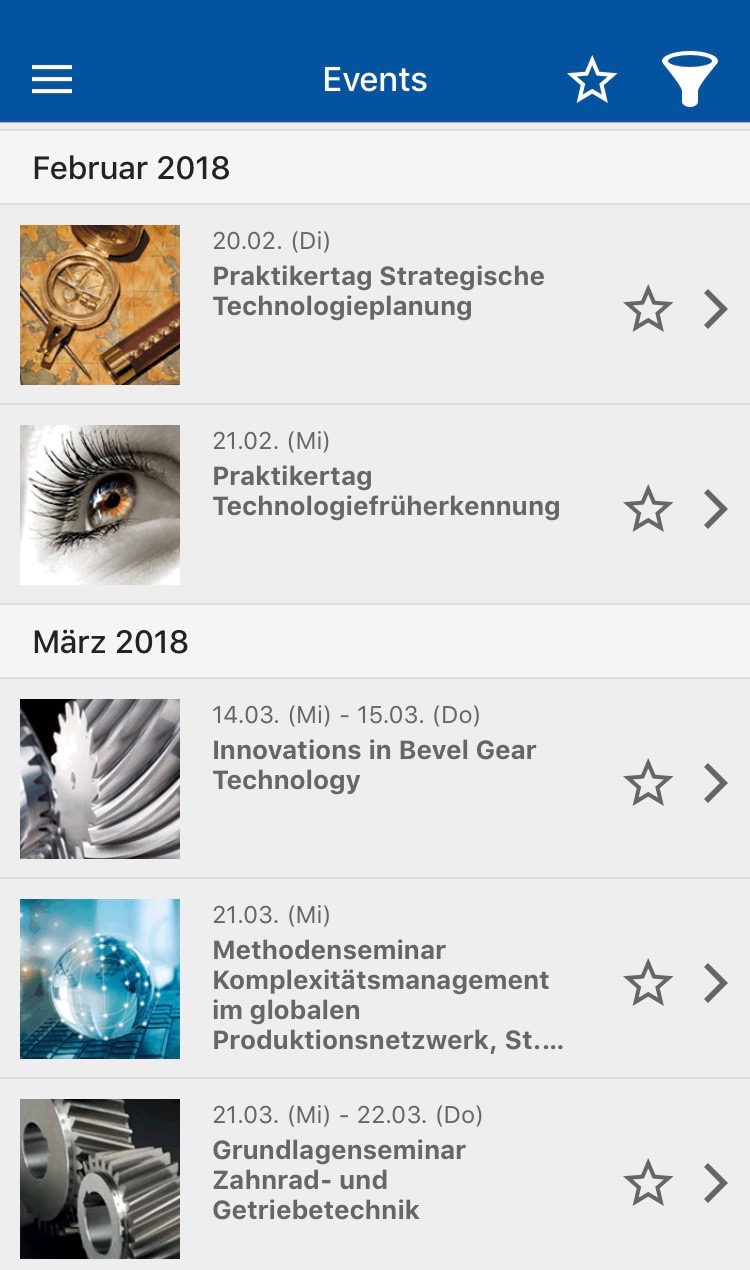 Events
Februar 2018
20.02. (Di)
Praktikertag Strategische
Technologieplanung
21.02. (Mi)
Praktikertag
Technologiefrüherkennung
März 2018
14.03. (Mi) - 15.03. (Do)
Innovations in Bevel Gear
Technology
21.03. (Mi)
Methodenseminar
Komplexitätsmanagement
im globalen
Produktionsnetzwerk, St....
21.03. (Mi) - 22.03. (Do)
Grundlagenseminar
Zahnrad- und
Getriebetechnik